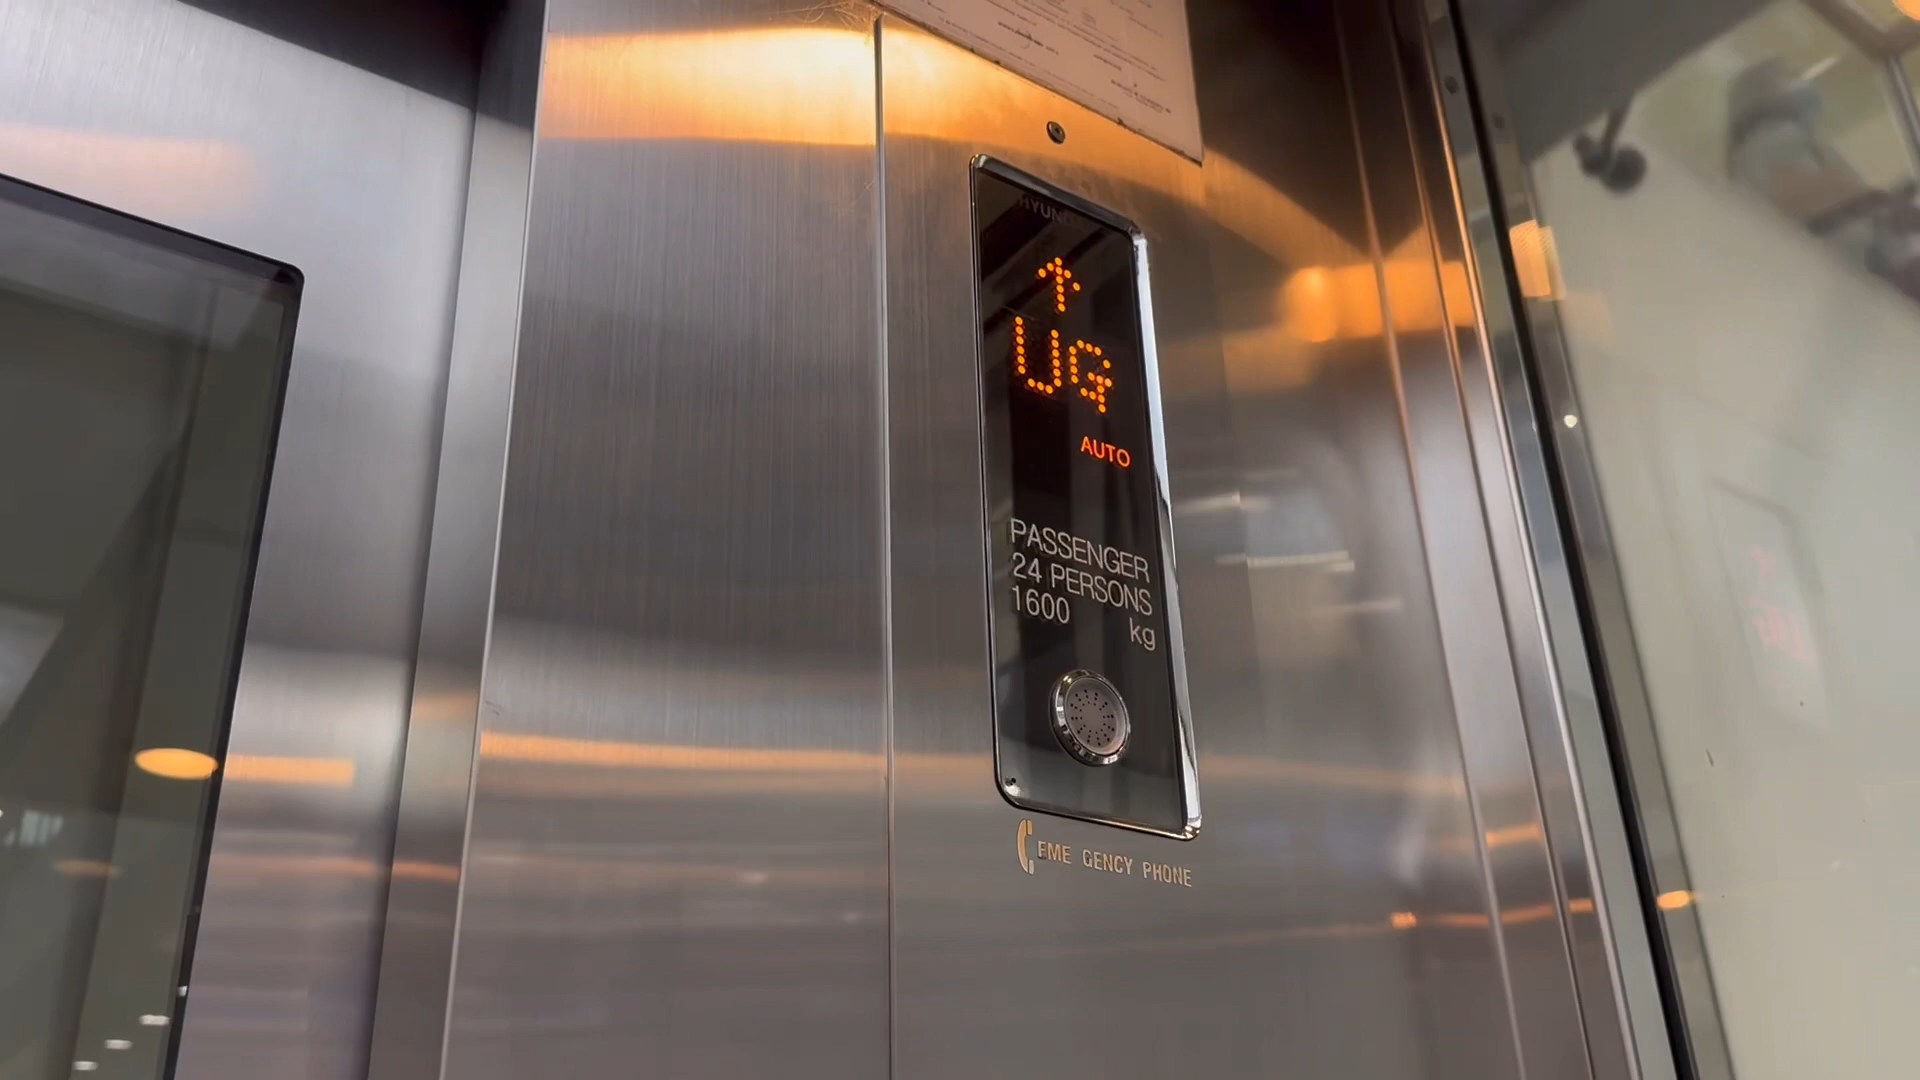 HYUN
↑
UG
AUTO
PASSENGER
24 PERSONS
1600 kg
EME GENCY PHONE